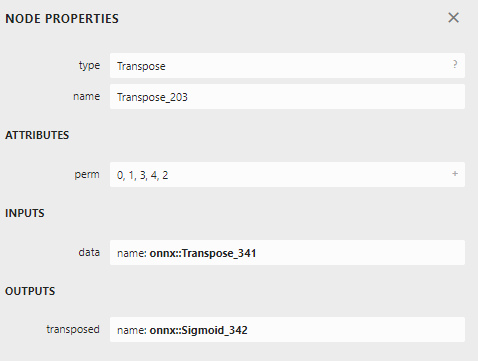 NODE PROPERTIES
type Transpose ?
name Transpose_203
ATTRIBUTES
perm 0, 1, 3, 4, 2 +
INPUTS
data name: onnx::Transpose_341
OUTPUTS
transposed name: onnx::Sigmoid_342